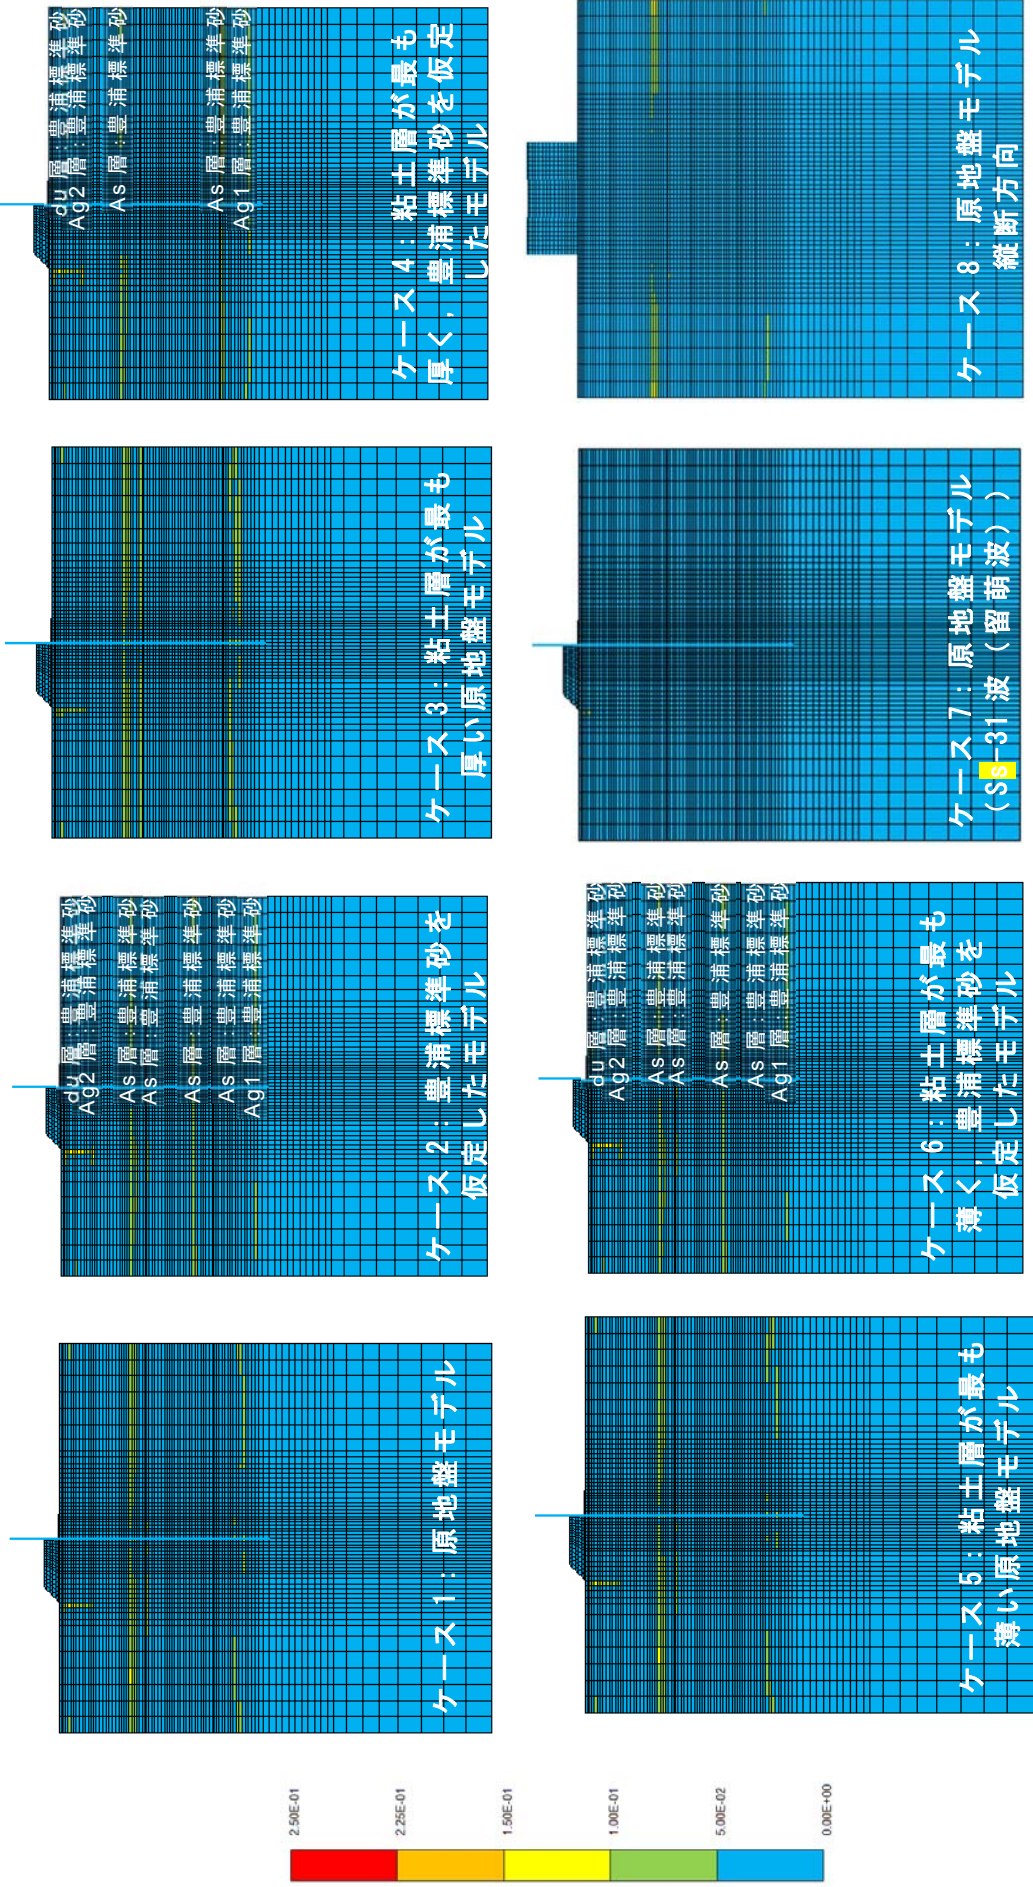 ケース 1：原地盤モデル
du 層：豊浦標準砂
Ag2 層：豊浦標準砂
As 層：豊浦標準砂
As 層：豊浦標準砂
As 層：豊浦標準砂
As 層：豊浦標準砂
Ag1 層：豊浦標準砂
ケース 2：豊浦標準砂を
仮定したモデル
ケース 3：粘土層が最も
厚い原地盤モデル
du 層：豊浦標準砂
Ag2 層：豊浦標準砂
As 層：豊浦標準砂
As 層：豊浦標準砂
Ag1 層：豊浦標準砂
ケース 4：粘土層が最も
厚く，豊浦標準砂を仮定
したモデル
ケース 5：粘土層が最も
薄い原地盤モデル
du 層：豊浦標準砂
Ag2 層：豊浦標準砂
As 層：豊浦標準砂
As 層：豊浦標準砂
As 層：豊浦標準砂
As 層：豊浦標準砂
Ag1 層：豊浦標準砂
ケース 6：粘土層が最も
薄く，豊浦標準砂を
仮定したモデル
ケース 7：原地盤モデル
（Ss-31 波（留萌波））
ケース 8：原地盤モデル
縦断方向
2.50E-01
2.25E-01
1.50E-01
1.00E-01
5.00E-02
0.00E+00